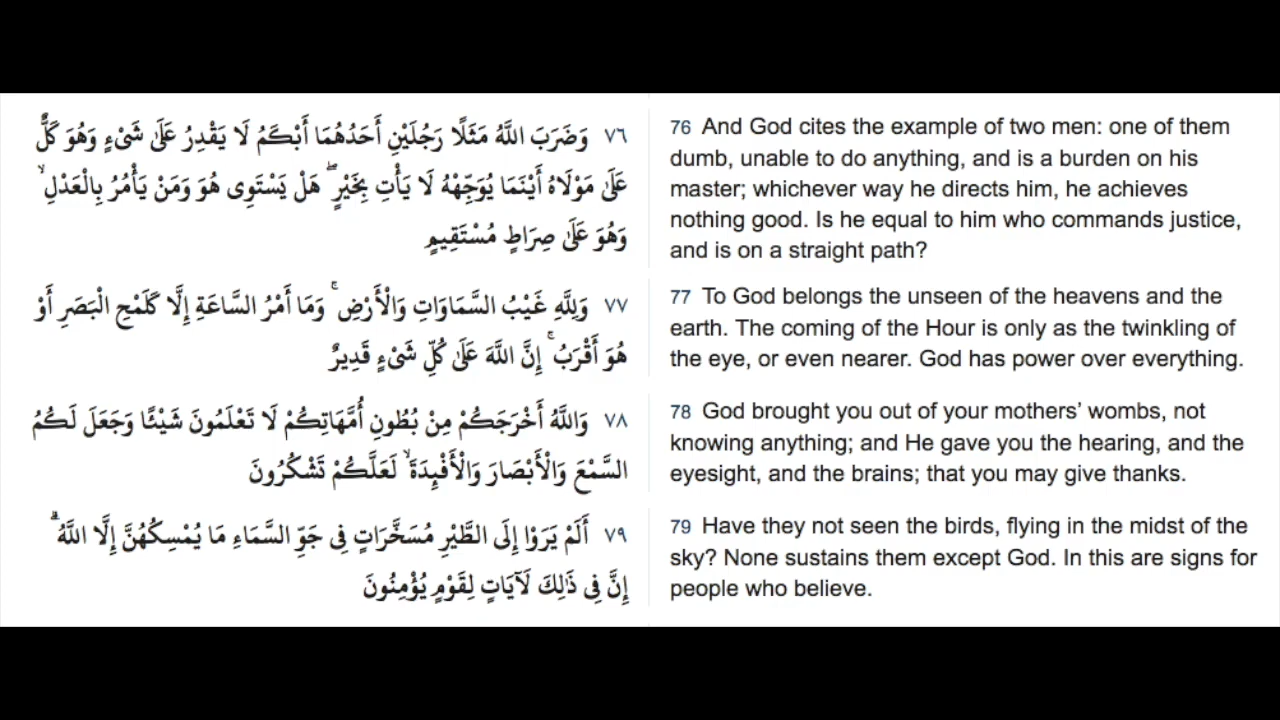 ٧٦ وَضَرَبَ اللَّهُ مَثَلًا رَجُلَيْنِ أَحَدُهُمَا أَبْكَمُ لَا يَقْدِرُ عَلَىٰ شَيْءٍ وَهُوَ كَلٌّ
عَلَىٰ مَوْلَاهُ أَيْنَمَا يُوَجِّهْهُ لَا يَأْتِ بِخَيْرٍ ۖ هَلْ يَسْتَوِي هُوَ وَمَنْ يَأْمُرُ بِالْعَدْلِ ۙ
وَهُوَ عَلَىٰ صِرَاطٍ مُسْتَقِيمٍ
76 And God cites the example of two men: one of them
dumb, unable to do anything, and is a burden on his
master; whichever way he directs him, he achieves
nothing good. Is he equal to him who commands justice,
and is on a straight path?
٧٧ وَلِلَّهِ غَيْبُ السَّمَاوَاتِ وَالْأَرْضِ ۚ وَمَا أَمْرُ السَّاعَةِ إِلَّا كَلَمْحِ الْبَصَرِ أَوْ
هُوَ أَقْرَبُ ۚ إِنَّ اللَّهَ عَلَىٰ كُلِّ شَيْءٍ قَدِيرٌ
77 To God belongs the unseen of the heavens and the
earth. The coming of the Hour is only as the twinkling of
the eye, or even nearer. God has power over everything.
٧٨ وَاللَّهُ أَخْرَجَكُمْ مِنْ بُطُونِ أُمَّهَاتِكُمْ لَا تَعْلَمُونَ شَيْئًا وَجَعَلَ لَكُمُ
السَّمْعَ وَالْأَبْصَارَ وَالْأَفْئِدَةَ ۙ لَعَلَّكُمْ تَشْكُرُونَ
78 God brought you out of your mothers’ wombs, not
knowing anything; and He gave you the hearing, and the
eyesight, and the brains; that you may give thanks.
٧٩ أَلَمْ يَرَوْا إِلَى الطَّيْرِ مُسَخَّرَاتٍ فِي جَوِّ السَّمَاءِ مَا يُمْسِكُهُنَّ إِلَّا اللَّهُ ۗ
إِنَّ فِي ذَٰلِكَ لَآيَاتٍ لِقَوْمٍ يُؤْمِنُونَ
79 Have they not seen the birds, flying in the midst of the
sky? None sustains them except God. In this are signs for
people who believe.